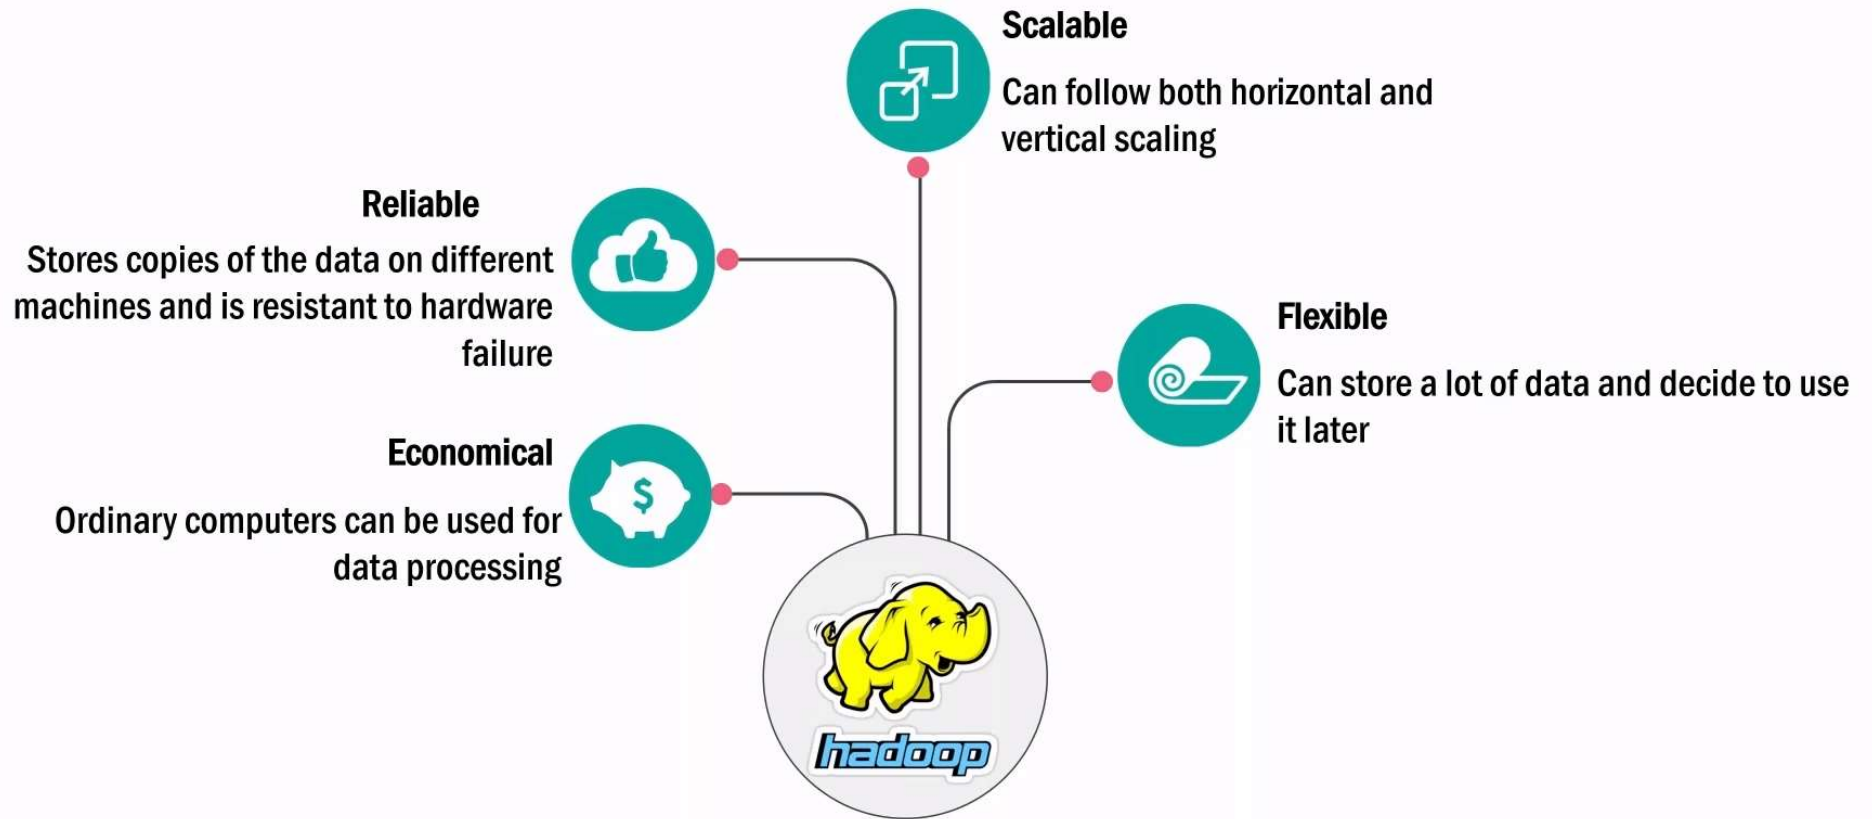 Scalable
Can follow both horizontal and
vertical scaling
Reliable
Stores copies of the data on different
machines and is resistant to hardware
failure
Flexible
Can store a lot of data and decide to use
it later
Economical
$
Ordinary computers can be used for
data processing
hadoop